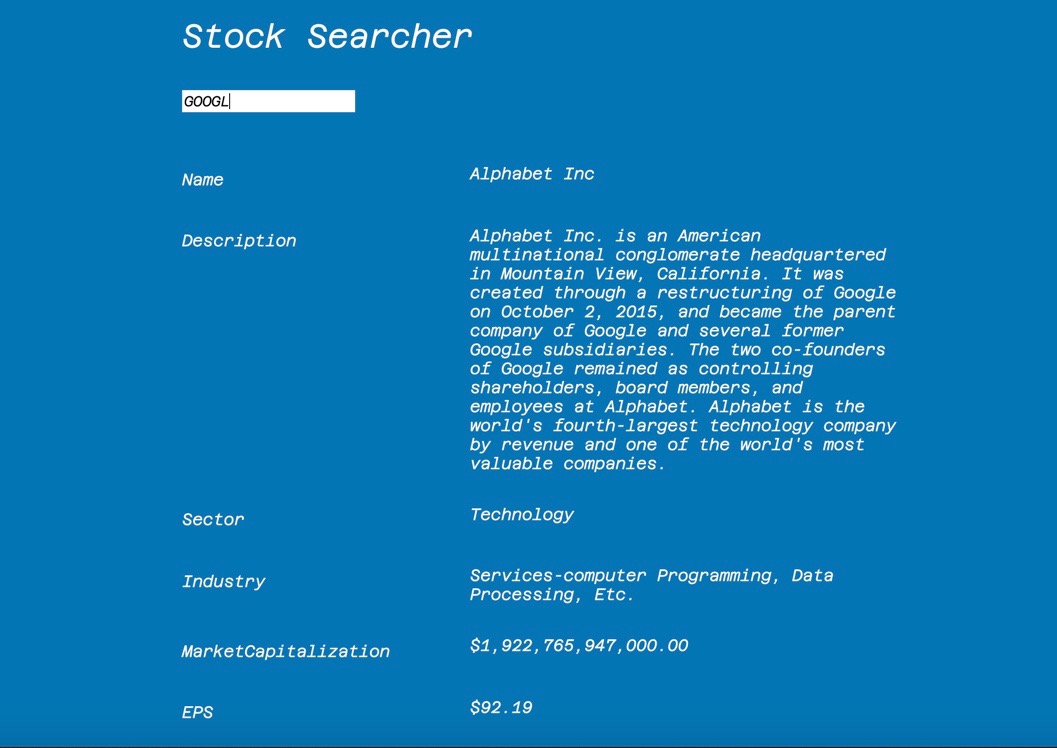 Stock Searcher
GOOGL
Name
Alphabet Inc
Description
Alphabet Inc. is an American
multinational conglomerate headquartered
in Mountain View, California. It was
created through a restructuring of Google
on October 2, 2015, and became the parent
company of Google and several former
Google subsidiaries. The two co-founders
of Google remained as controlling
shareholders, board members, and
employees at Alphabet. Alphabet is the
world's fourth-largest technology company
by revenue and one of the world's most
valuable companies.
Sector
Technology
Industry
Services-computer Programming, Data
Processing, Etc.
MarketCapitalization
$1,922,765,947,000.00
EPS
$92.19